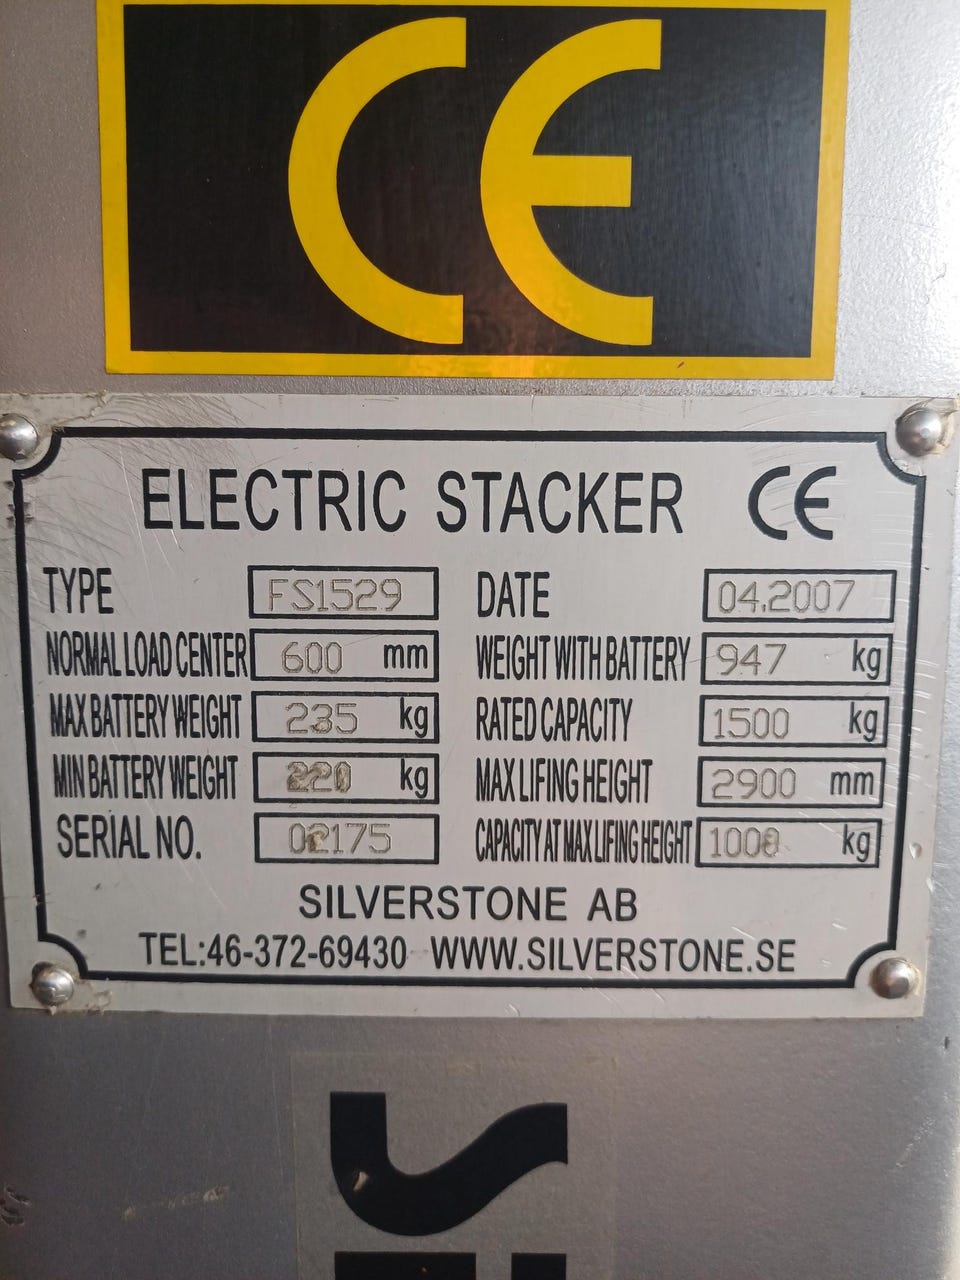 CE
ELECTRIC STACKER CE
TYPE FS1529 DATE 04.2007
NORMAL LOAD CENTER 600 mm WEIGHT WITH BATTERY 947 kg
MAX BATTERY WEIGHT 235 kg RATED CAPACITY 1500 kg
MIN BATTERY WEIGHT 220 kg MAX LIFING HEIGHT 2900 mm
SERIAL NO. 02175 CAPACITY AT MAX LIFING HEIGHT 1000 kg
SILVERSTONE AB
TEL:46-372-69430 WWW.SILVERSTONE.SE